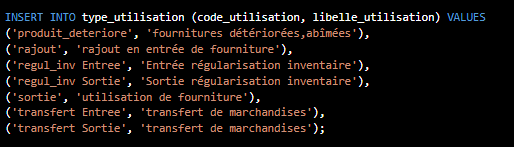 INSERT INTO type_utilisation (code_utilisation, libelle_utilisation) VALUES
('produit_deteriore', 'fournitures détériorées,abîmées'),
('rajout', 'rajout en entrée de fourniture'),
('regul_inv Entree', 'Entrée régularisation inventaire'),
('regul_inv Sortie', 'Sortie régularisation inventaire'),
('sortie', 'utilisation de fourniture'),
('transfert Entree', 'transfert de marchandises'),
('transfert Sortie', 'transfert de marchandises');